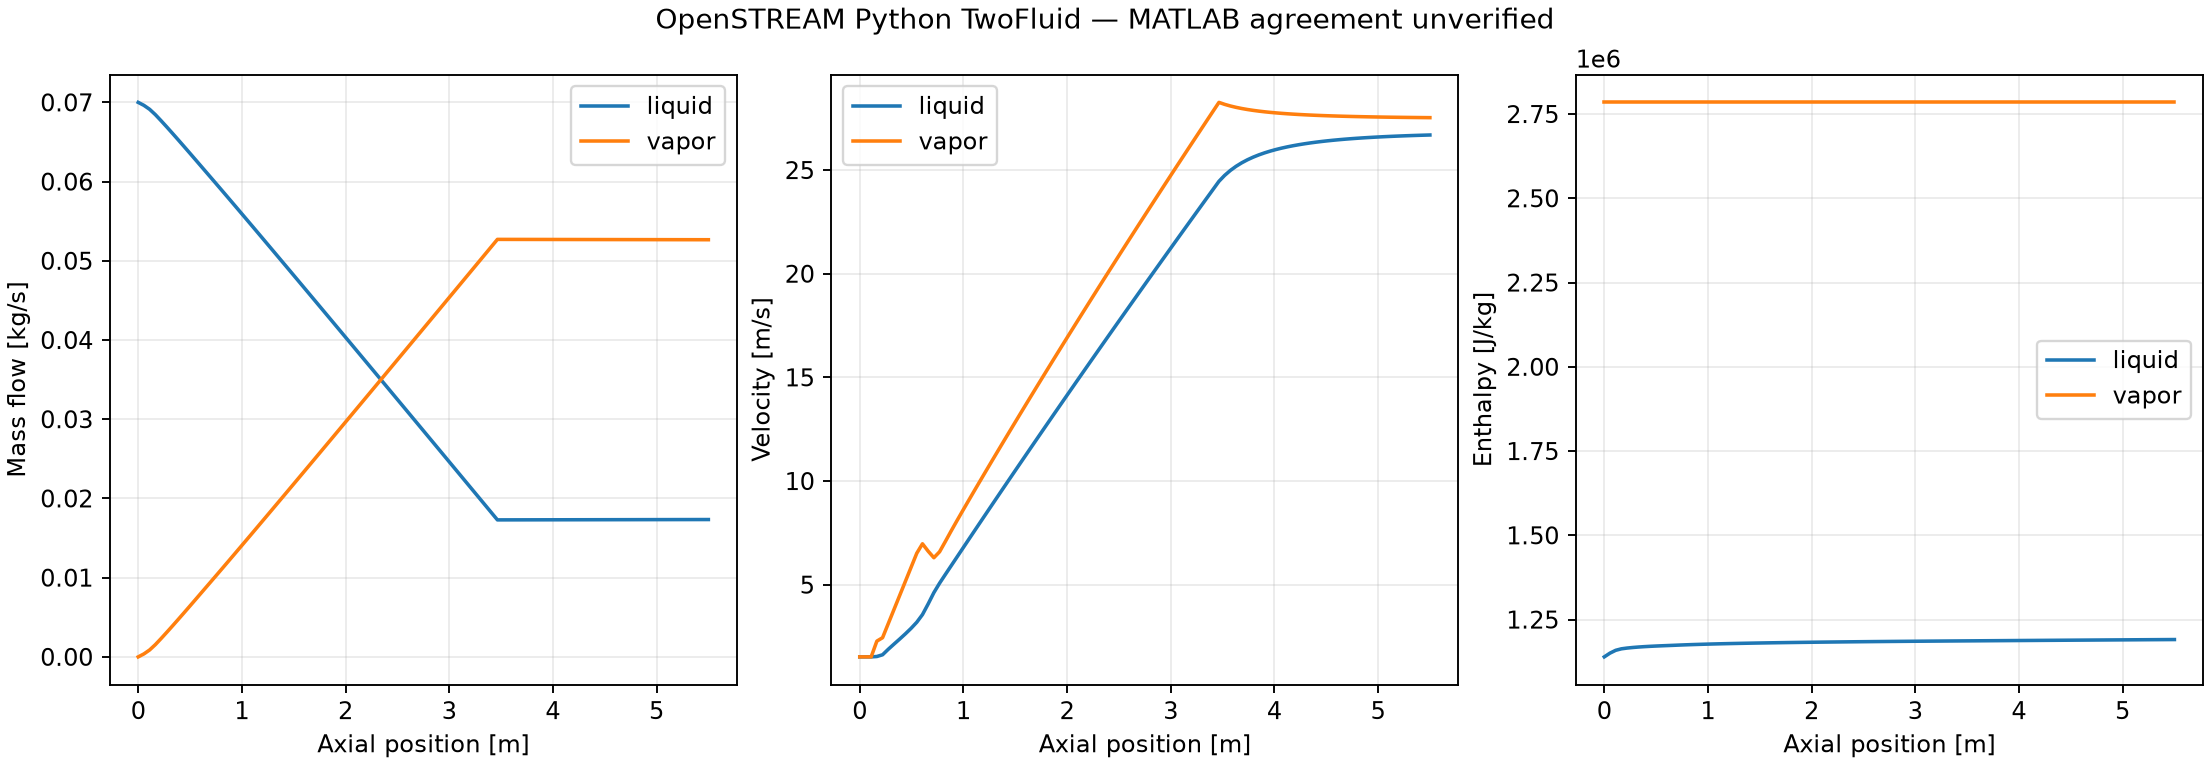 OpenSTREAM Python TwoFluid — MATLAB agreement unverified
Mass flow [kg/s]
0.07
0.06
0.05
0.04
0.03
0.02
0.01
0.00
liquid
vapor
0 1 2 3 4 5
Axial position [m]
Velocity [m/s]
25
20
15
10
5
liquid
vapor
0 1 2 3 4 5
Axial position [m]
1e6
Enthalpy [J/kg]
2.75
2.50
2.25
2.00
1.75
1.50
1.25
liquid
vapor
0 1 2 3 4 5
Axial position [m]